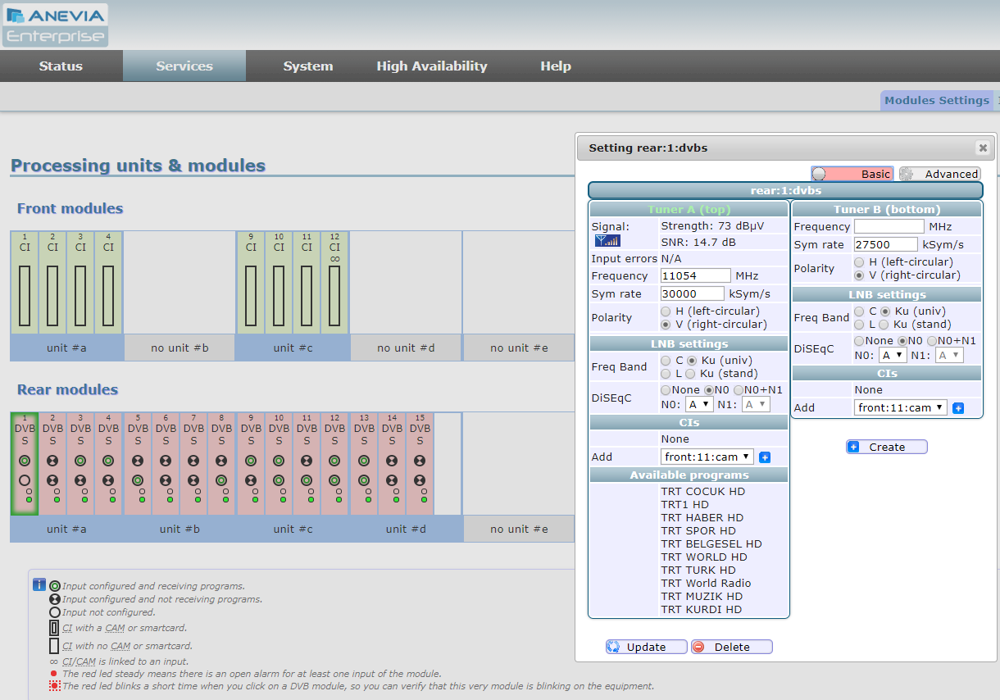 ANEVIA
Enterprise
Status Services System High Availability Help
Modules Settings
Processing units & modules
Front modules
1 2 3 4 9 10 11 12
CI CI CI CI CI CI CI CI
∞
unit #a no unit #b unit #c no unit #d no unit #e
Rear modules
1 2 3 4 5 6 7 8 9 10 11 12 13 14 15
DVB DVB DVB DVB DVB DVB DVB DVB DVB DVB DVB DVB DVB DVB DVB
S S S S S S S S S S S S S S S
unit #a unit #b unit #c unit #d no unit #e
i Input configured and receiving programs.
Input configured and not receiving programs.
Input not configured.
CI with a CAM or smartcard.
CI with no CAM or smartcard.
∞ CI/CAM is linked to an input.
The red led steady means there is an open alarm for at least one input of the module.
The red led blinks a short time when you click on a DVB module, so you can verify that this very module is blinking on the equipment.
Setting rear:1:dvbs
Basic Advanced
rear:1:dvbs
Tuner A (top)
Signal: Strength: 73 dBµV
SNR: 14.7 dB
Input errors N/A
Frequency 11054 MHz
Sym rate 30000 kSym/s
Polarity H (left-circular)
V (right-circular)
LNB settings
Freq Band C Ku (univ)
L Ku (stand)
DiSEqC None N0 N0+N1
N0: A N1: A
CIs
None
Add front:11:cam
Available programs
TRT COCUK HD
TRT1 HD
TRT HABER HD
TRT SPOR HD
TRT BELGESEL HD
TRT WORLD HD
TRT TURK HD
TRT World Radio
TRT MUZIK HD
TRT KURDI HD
Update Delete
Tuner B (bottom)
Frequency MHz
Sym rate 27500 kSym/s
Polarity H (left-circular)
V (right-circular)
LNB settings
Freq Band C Ku (univ)
L Ku (stand)
DiSEqC None N0 N0+N1
N0: A N1: A
CIs
None
Add front:11:cam
Create